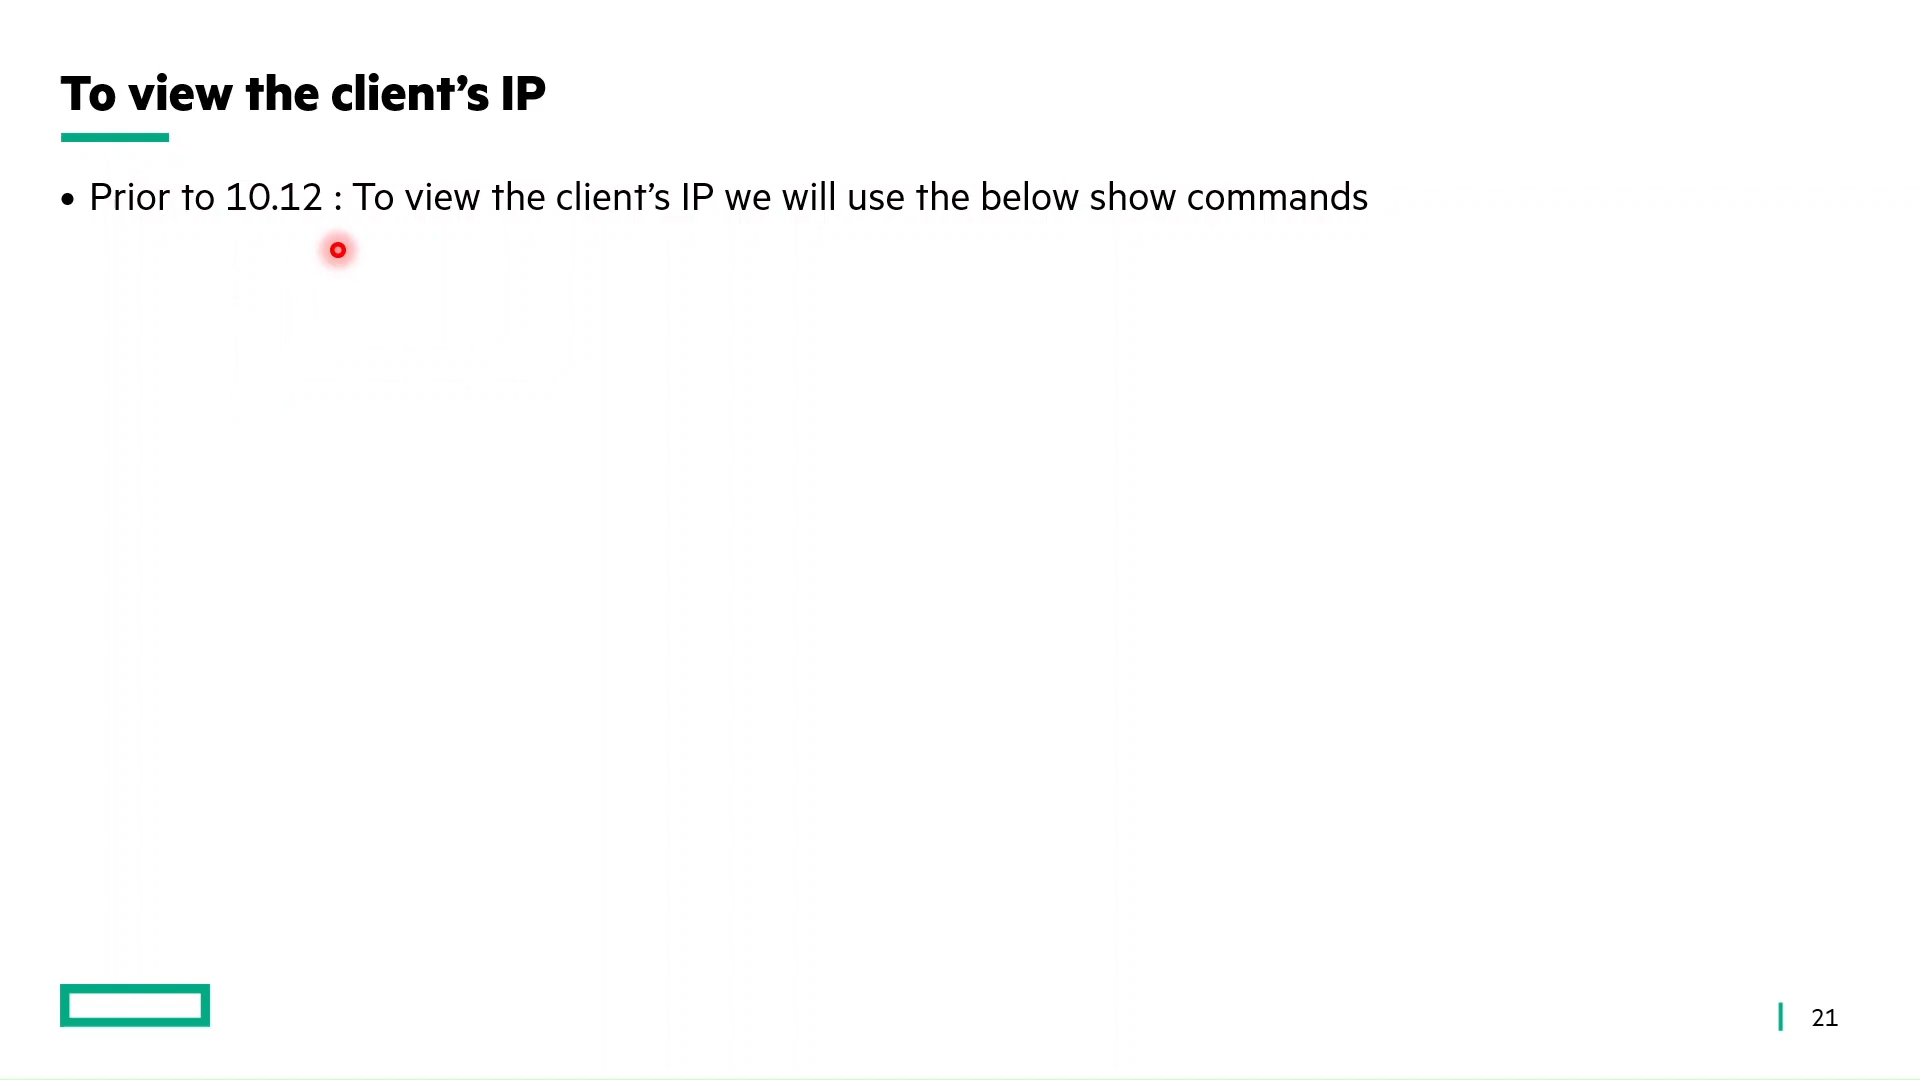 To view the client’s IP
• Prior to 10.12 : To view the client’s IP we will use the below show commands
21